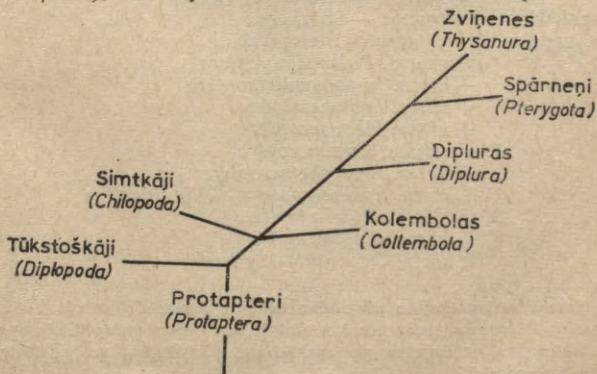 Zvīņenes
(Thysanura)
Spārneņi
(Pterygota)
Dipluras
(Diplura)
Simtkāji
(Chilopoda)
Kolembolas
(Collembola)
Tūkstoškāji
(Diplopoda)
Protapteri
(Protaptera)